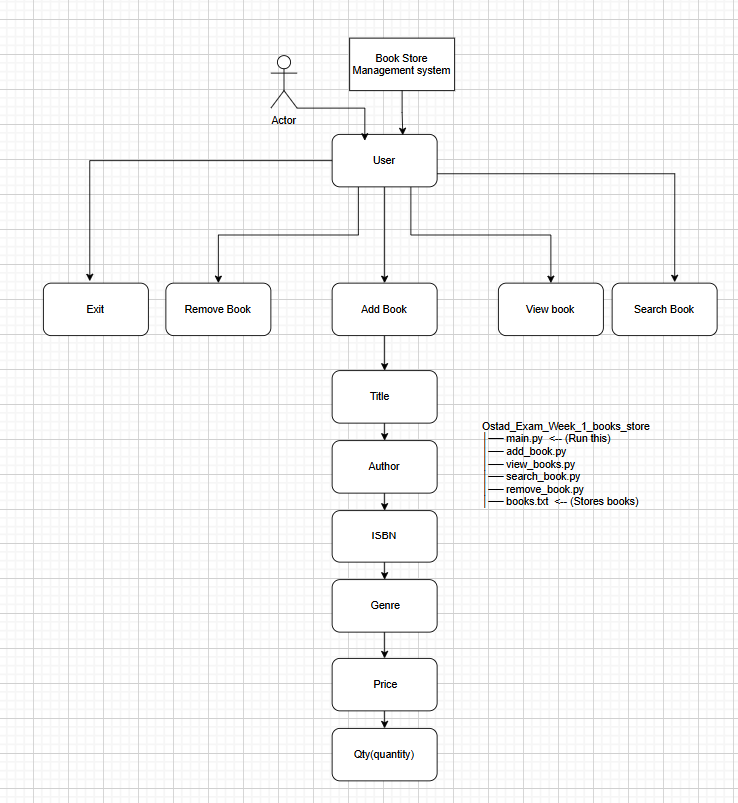 Book Store
Management system
Actor
User
Exit
Remove Book
Add Book
View book
Search Book
Title
Author
ISBN
Genre
Price
Qty(quantity)
Ostad_Exam_Week_1_books_store
main.py <-- (Run this)
add_book.py
view_books.py
search_book.py
remove_book.py
books.txt <-- (Stores books)